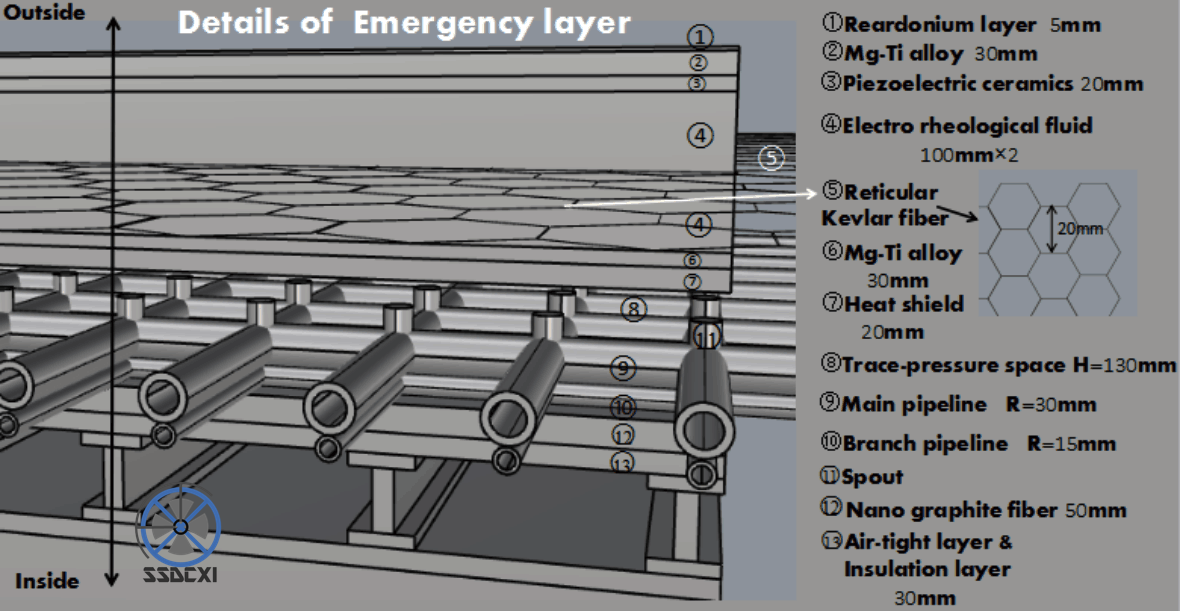 Outside
Details of Emergency layer
①
②
③
④
⑤
④
⑥
⑦
⑧
⑪
⑨
⑩
⑫
⑬
SSDCXI
Inside
①Reardonium layer 5mm
②Mg-Ti alloy 30mm
③Piezoelectric ceramics 20mm
④Electro rheological fluid
100mm×2
⑤Reticular
Kevlar fiber
20mm
⑥Mg-Ti alloy
30mm
⑦Heat shield
20mm
⑧Trace-pressure space H=130mm
⑨Main pipeline R=30mm
⑩Branch pipeline R=15mm
⑪Spout
⑫Nano graphite fiber 50mm
⑬Air-tight layer &
Insulation layer
30mm